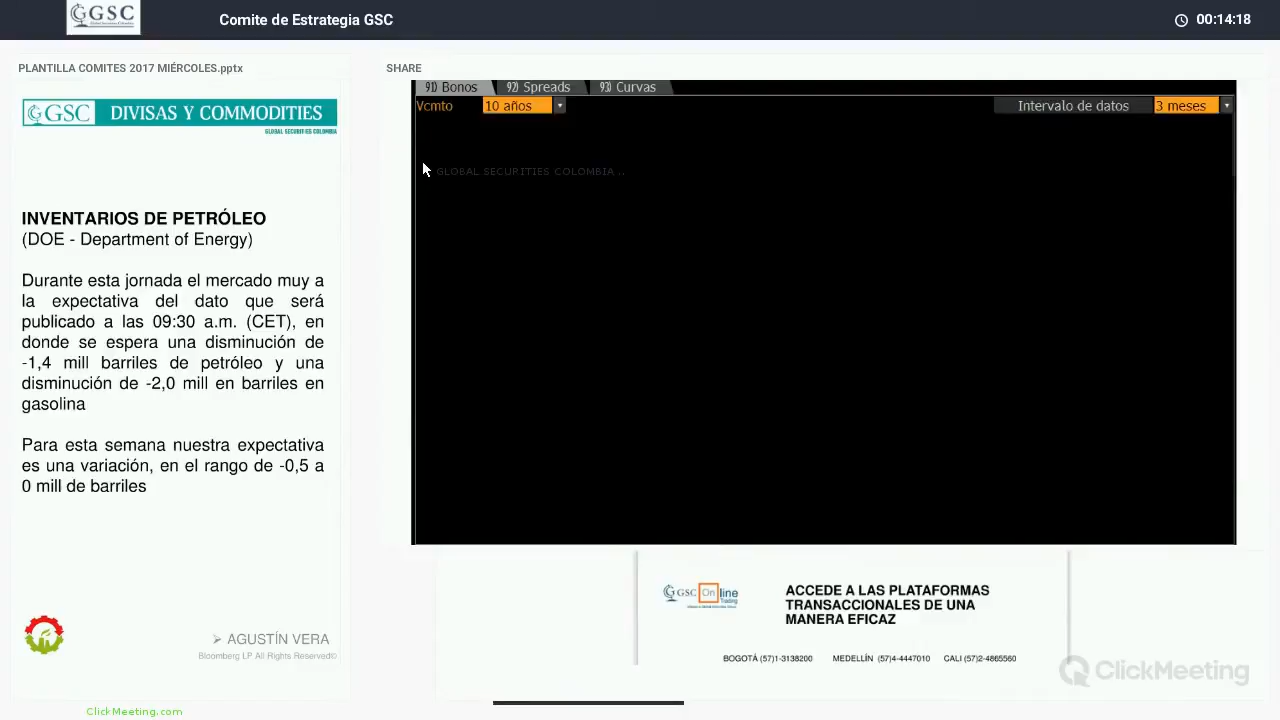 GSC
Comite de Estrategia GSC
00:14:18
PLANTILLA COMITES 2017 MIÉRCOLES.pptx
SHARE
GSC DIVISAS Y COMMODITIES
GLOBAL SECURITIES COLOMBIA
INVENTARIOS DE PETRÓLEO
(DOE - Department of Energy)
Durante esta jornada el mercado muy a
la expectativa del dato que será
publicado a las 09:30 a.m. (CET), en
donde se espera una disminución de
-1,4 mill barriles de petróleo y una
disminución de -2,0 mill en barriles en
gasolina
Para esta semana nuestra expectativa
es una variación, en el rango de -0,5 a
0 mill de barriles
➢ AGUSTÍN VERA
Bloomberg LP All Rights Reserved©
91) Bonos 92) Spreads 93) Curvas
Vcmto 10 años Intervalo de datos 3 meses
GLOBAL SECURITIES COLOMBIA ..
GSC Online
ACCEDE A LAS PLATAFORMAS
TRANSACCIONALES DE UNA
MANERA EFICAZ
BOGOTÁ (57)1-3138200 MEDELLÍN (57)4-4447010 CALI (57)2-4865560
ClickMeeting
ClickMeeting.com